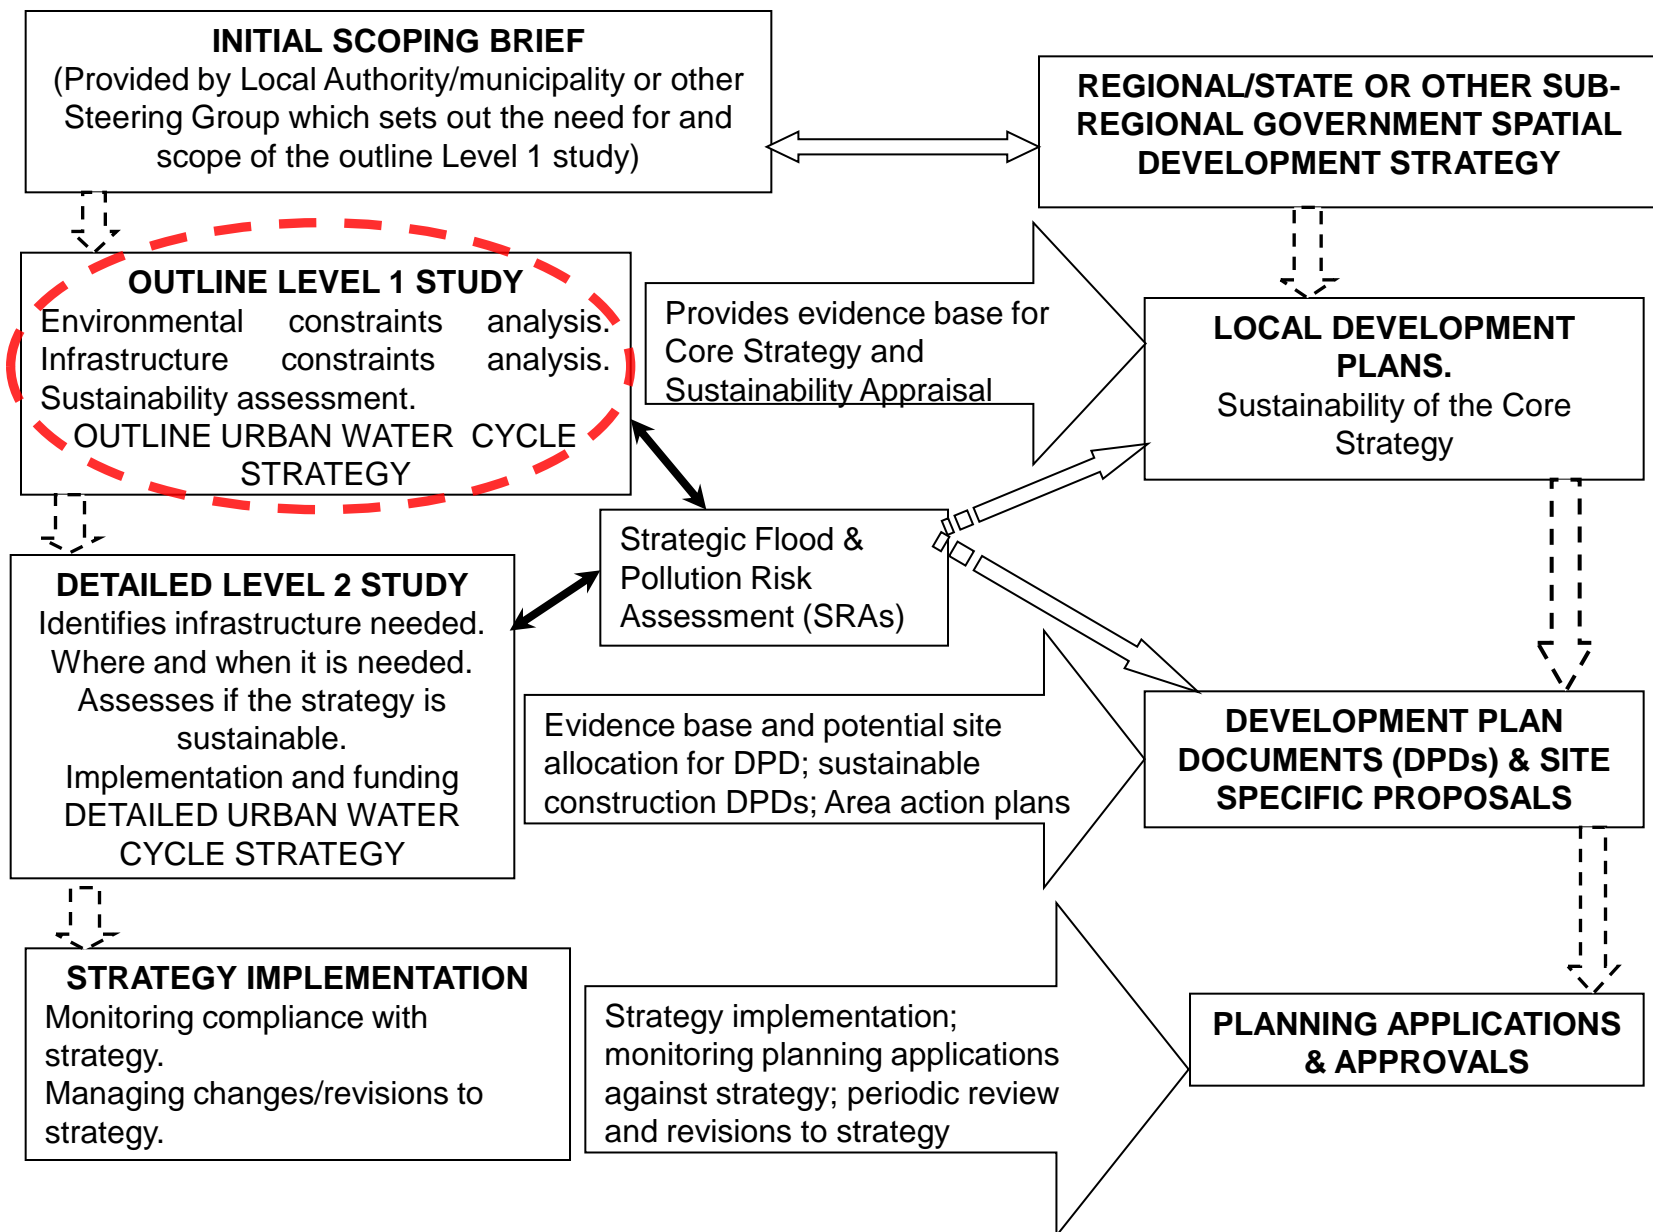 INITIAL SCOPING BRIEF
(Provided by Local Authority/municipality or other
Steering Group which sets out the need for and
scope of the outline Level 1 study)
REGIONAL/STATE OR OTHER SUB-
REGIONAL GOVERNMENT SPATIAL
DEVELOPMENT STRATEGY
OUTLINE LEVEL 1 STUDY
Environmental constraints analysis.
Infrastructure constraints analysis.
Sustainability assessment.
OUTLINE URBAN WATER CYCLE
STRATEGY
Provides evidence base for
Core Strategy and
Sustainability Appraisal
LOCAL DEVELOPMENT
PLANS.
Sustainability of the Core
Strategy
Strategic Flood &
Pollution Risk
Assessment (SRAs)
DETAILED LEVEL 2 STUDY
Identifies infrastructure needed.
Where and when it is needed.
Assesses if the strategy is
sustainable.
Implementation and funding
DETAILED URBAN WATER
CYCLE STRATEGY
Evidence base and potential site
allocation for DPD; sustainable
construction DPDs; Area action plans
DEVELOPMENT PLAN
DOCUMENTS (DPDs) & SITE
SPECIFIC PROPOSALS
STRATEGY IMPLEMENTATION
Monitoring compliance with
strategy.
Managing changes/revisions to
strategy.
Strategy implementation;
monitoring planning applications
against strategy; periodic review
and revisions to strategy
PLANNING APPLICATIONS
& APPROVALS